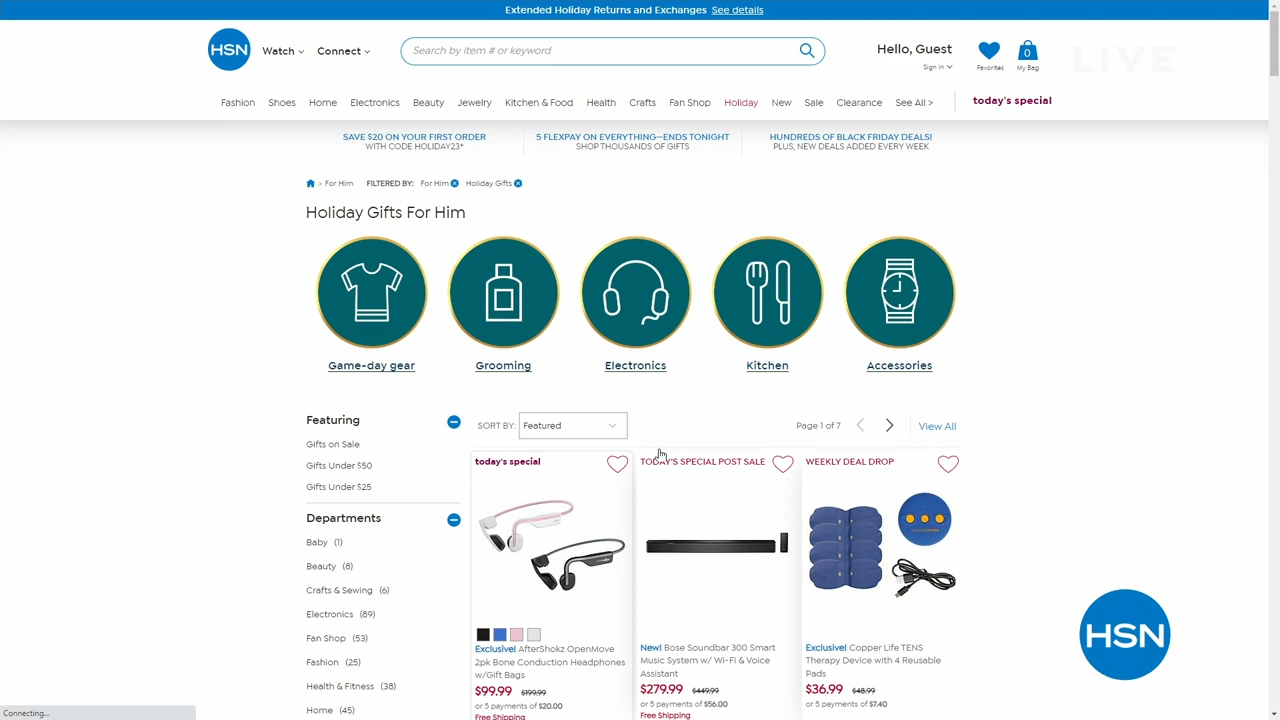 Extended Holiday Returns and Exchanges See details
HSN
Watch
Connect
Search by item # or keyword
Hello, Guest
Sign In
Favorites
0
My Bag
LIVE
Fashion Shoes Home Electronics Beauty Jewelry Kitchen & Food Health Crafts Fan Shop Holiday New Sale Clearance See All > today's special
SAVE $20 ON YOUR FIRST ORDER
WITH CODE HOLIDAY23*
5 FLEXPAY ON EVERYTHING—ENDS TONIGHT
SHOP THOUSANDS OF GIFTS
HUNDREDS OF BLACK FRIDAY DEALS!
PLUS, NEW DEALS ADDED EVERY WEEK
> For Him FILTERED BY: For Him Holiday Gifts
Holiday Gifts For Him
Game-day gear Grooming Electronics Kitchen Accessories
Featuring
Gifts on Sale
Gifts Under $50
Gifts Under $25
Departments
Baby (1)
Beauty (8)
Crafts & Sewing (6)
Electronics (89)
Fan Shop (53)
Fashion (25)
Health & Fitness (38)
Home (45)
SORT BY: Featured
Page 1 of 7
View All
today's special
Exclusive! AfterShokz OpenMove
2pk Bone Conduction Headphones
w/Gift Bags
$99.99 $199.99
or 5 payments of $20.00
Free Shipping
TODAY'S SPECIAL POST SALE
New! Bose Soundbar 300 Smart
Music System w/ Wi-Fi & Voice
Assistant
$279.99 $449.99
or 5 payments of $56.00
Free Shipping
WEEKLY DEAL DROP
Exclusive! Copper Life TENS
Therapy Device with 4 Reusable
Pads
$36.99 $48.99
or 5 payments of $7.40
HSN
Connecting...